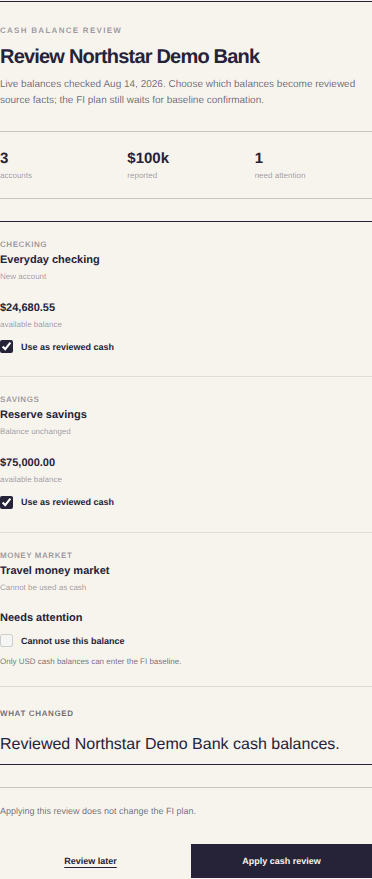 CASH BALANCE REVIEW
Review Northstar Demo Bank
Live balances checked Aug 14, 2026. Choose which balances become reviewed
source facts; the FI plan still waits for baseline confirmation.
3
accounts
$100k
reported
1
need attention
CHECKING
Everyday checking
New account
$24,680.55
available balance
Use as reviewed cash
SAVINGS
Reserve savings
Balance unchanged
$75,000.00
available balance
Use as reviewed cash
MONEY MARKET
Travel money market
Cannot be used as cash
Needs attention
Cannot use this balance
Only USD cash balances can enter the FI baseline.
WHAT CHANGED
Reviewed Northstar Demo Bank cash balances.
Applying this review does not change the FI plan.
Review later
Apply cash review